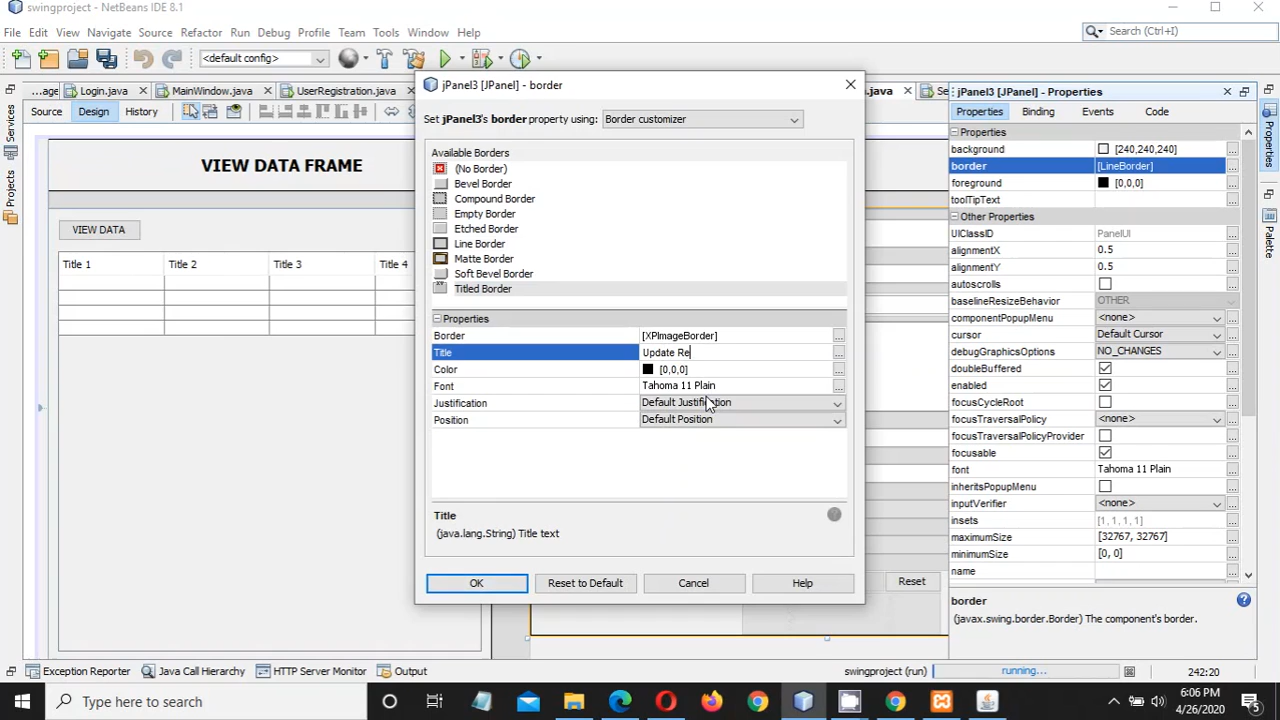 swingproject - NetBeans IDE 8.1
File Edit View Navigate Source Refactor Run Debug Profile Team Tools Window Help
Search (Ctrl+I)
<default config>
...age Login.java MainWindow.java UserRegistration.java
.java Se
Source Design History
jPanel3 [JPanel] - border
Set jPanel3's border property using: Border customizer
Available Borders
(No Border)
Bevel Border
Compound Border
Empty Border
Etched Border
Line Border
Matte Border
Soft Bevel Border
Titled Border
Properties
Border [XPImageBorder]
Title Update Re
Color [0,0,0]
Font Tahoma 11 Plain
Justification Default Justification
Position Default Position
Title
(java.lang.String) Title text
OK Reset to Default Cancel Help
Services
Projects
VIEW DATA FRAME
VIEW DATA
Title 1 Title 2 Title 3 Title 4
Reset
jPanel3 [JPanel] - Properties
Properties Binding Events Code
Properties
background [240,240,240]
border [LineBorder]
foreground [0,0,0]
toolTipText
Other Properties
UIClassID PanelUI
alignmentX 0.5
alignmentY 0.5
autoscrolls
baselineResizeBehavior OTHER
componentPopupMenu <none>
cursor Default Cursor
debugGraphicsOptions NO_CHANGES
doubleBuffered
enabled
focusCycleRoot
focusTraversalPolicy <none>
focusTraversalPolicyProvider
focusable
font Tahoma 11 Plain
inheritsPopupMenu
inputVerifier <none>
insets [1, 1, 1, 1]
maximumSize [32767, 32767]
minimumSize [0, 0]
name
border
(javax.swing.border.Border) The component's border.
Properties
Palette
Exception Reporter Java Call Hierarchy HTTP Server Monitor Output
swingproject (run) running... 242:20
Type here to search
6:06 PM
4/26/2020
5